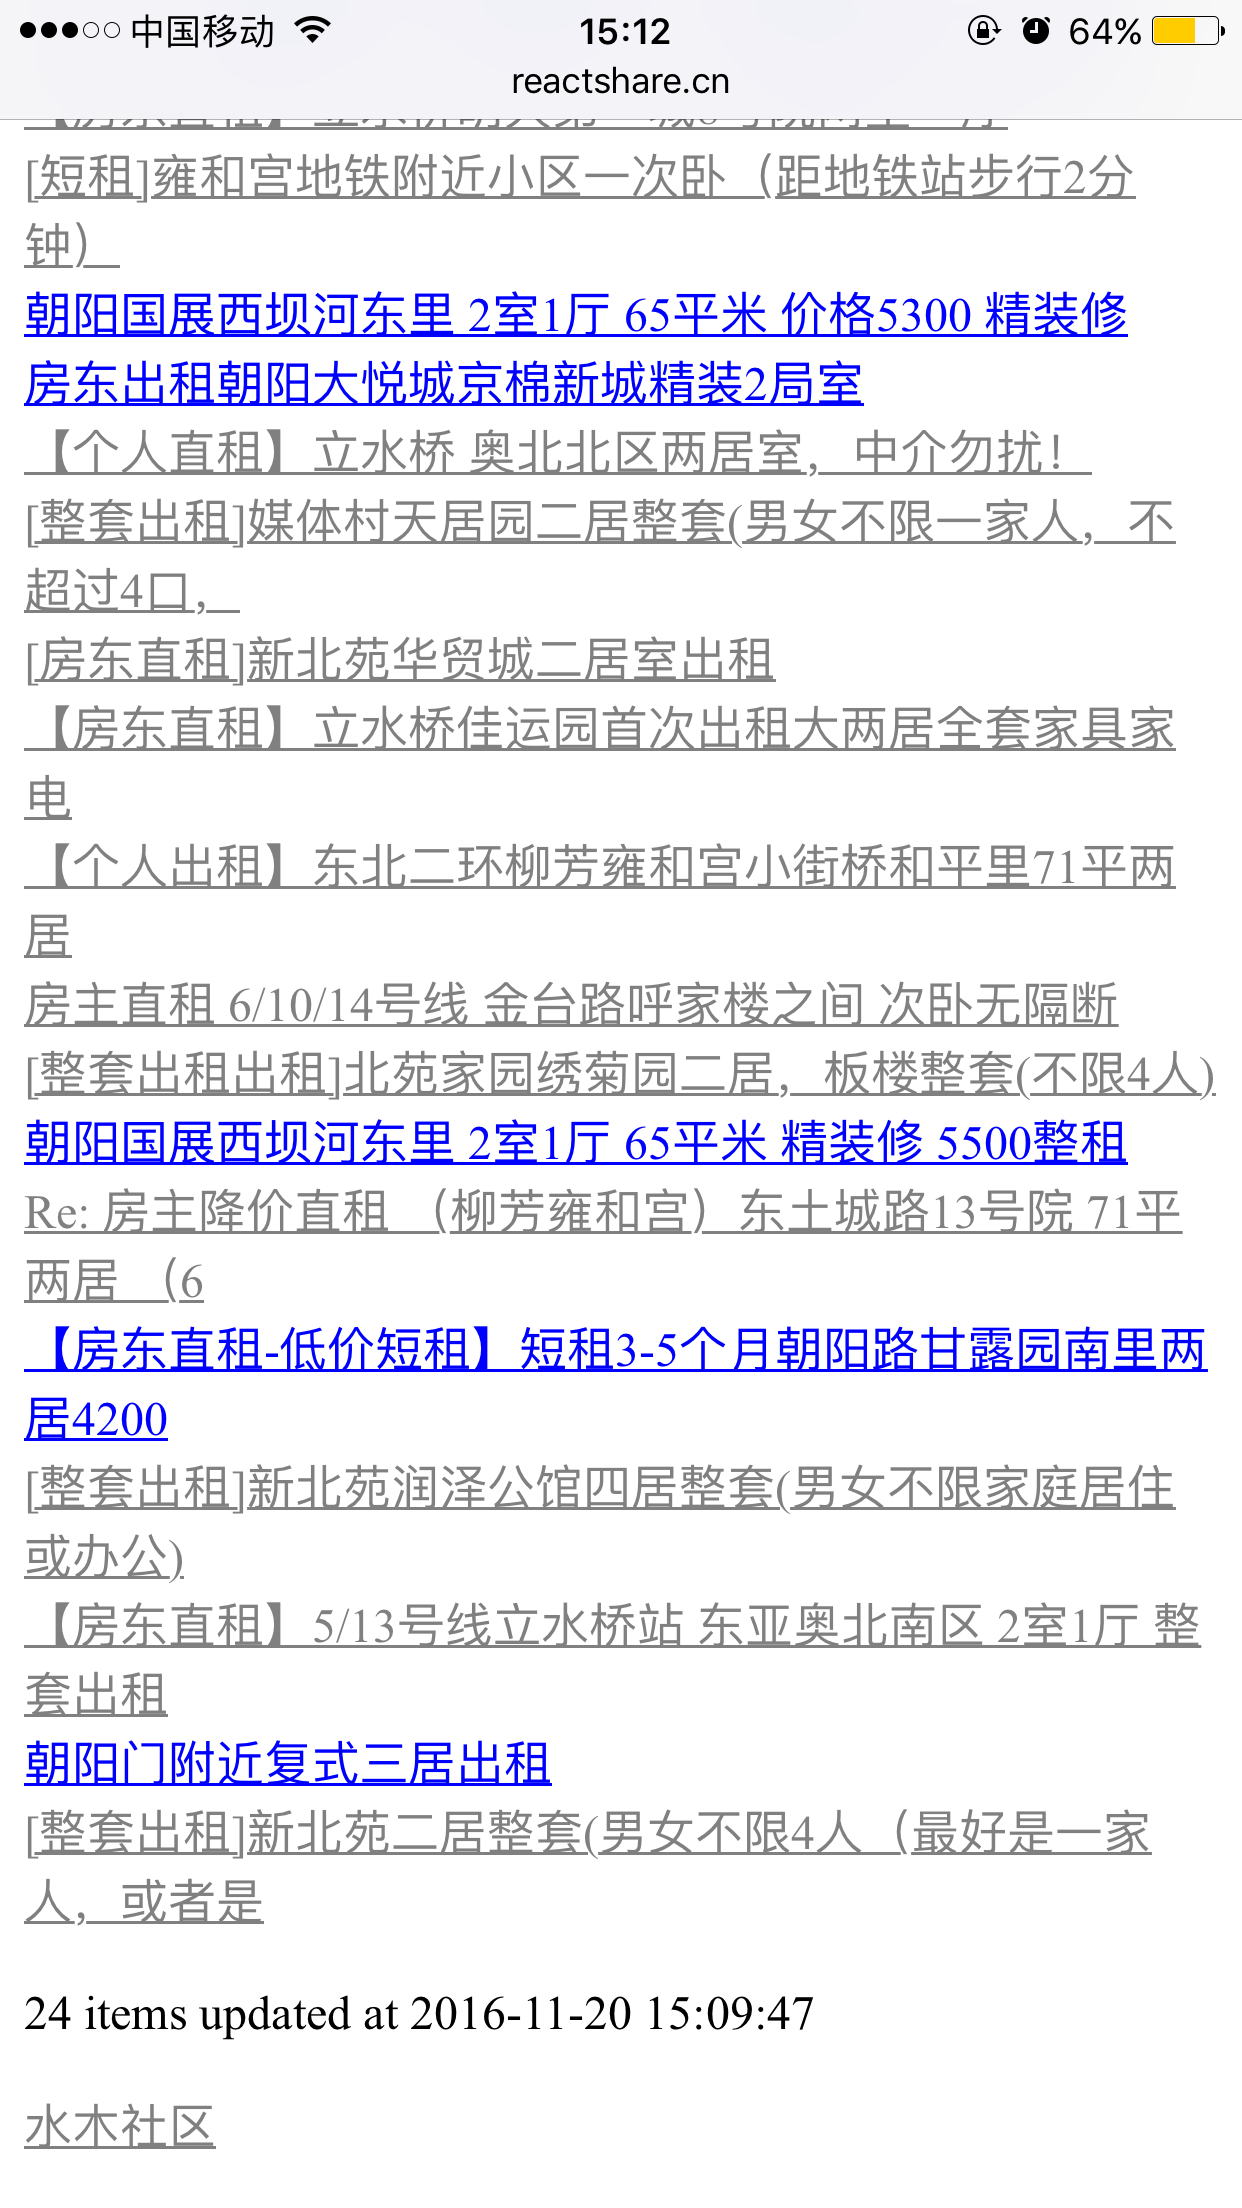 中国移动
15:12
64%
reactshare.cn
[短租]雍和宫地铁附近小区一次卧（距地铁站步行2分
钟）
朝阳国展西坝河东里 2室1厅 65平米 价格5300 精装修
房东出租朝阳大悦城京棉新城精装2局室
【个人直租】立水桥 奥北北区两居室，中介勿扰！
[整套出租]媒体村天居园二居整套(男女不限一家人，不
超过4口，
[房东直租]新北苑华贸城二居室出租
【房东直租】立水桥佳运园首次出租大两居全套家具家
电
【个人出租】东北二环柳芳雍和宫小街桥和平里71平两
居
房主直租 6/10/14号线 金台路呼家楼之间 次卧无隔断
[整套出租出租]北苑家园绣菊园二居，板楼整套(不限4人)
朝阳国展西坝河东里 2室1厅 65平米 精装修 5500整租
Re: 房主降价直租 （柳芳雍和宫）东土城路13号院 71平
两居 （6
【房东直租-低价短租】短租3-5个月朝阳路甘露园南里两
居4200
[整套出租]新北苑润泽公馆四居整套(男女不限家庭居住
或办公)
【房东直租】5/13号线立水桥站 东亚奥北南区 2室1厅 整
套出租
朝阳门附近复式三居出租
[整套出租]新北苑二居整套(男女不限4人（最好是一家
人，或者是
24 items updated at 2016-11-20 15:09:47
水木社区